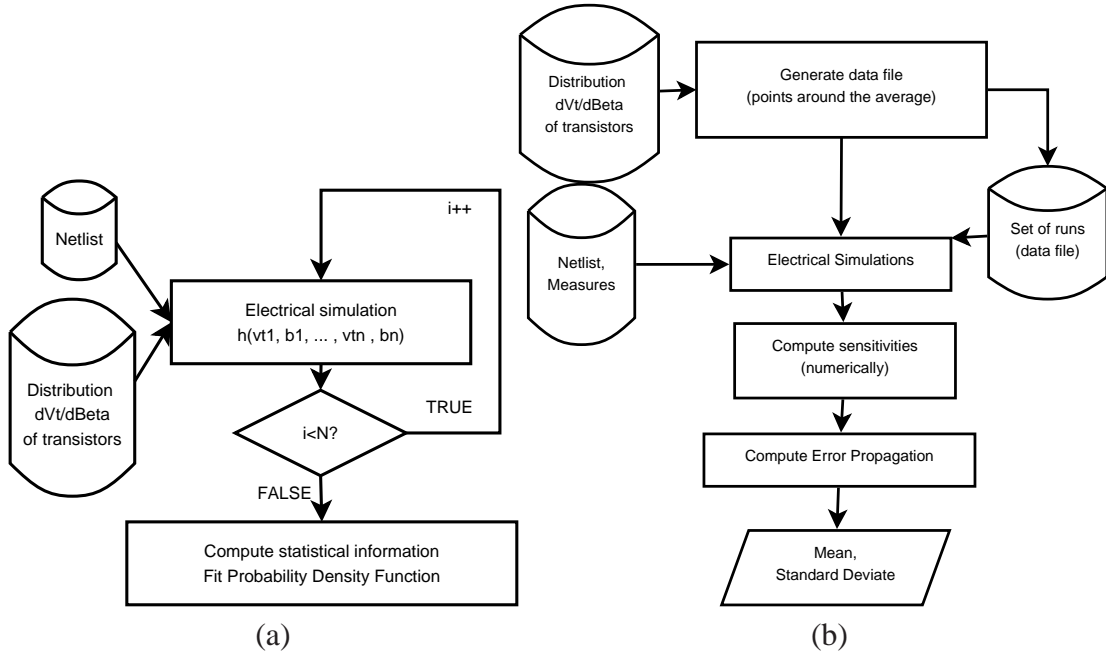 Netlist
Distribution
dVt/dBeta
of transistors
i++
Electrical simulation
h(vt1, b1, ... , vtn , bn)
i<N?
TRUE
FALSE
Compute statistical information
Fit Probability Density Function
(a)
Distribution
dVt/dBeta
of transistors
Generate data file
(points around the average)
Netlist,
Measures
Set of runs
(data file)
Electrical Simulations
Compute sensitivities
(numerically)
Compute Error Propagation
Mean,
Standard Deviate
(b)